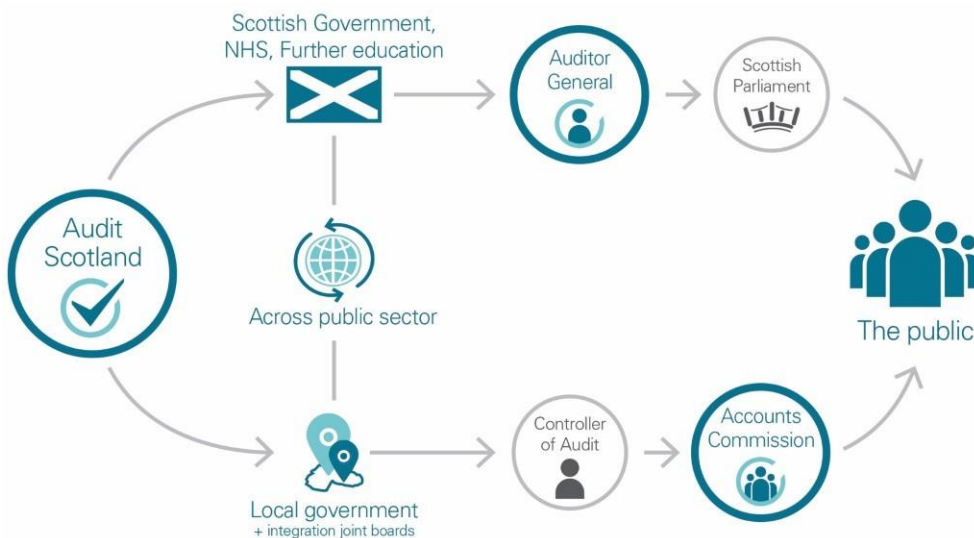 Scottish Government,
NHS, Further education
Auditor
General
Scottish
Parliament
Audit
Scotland
Across public sector
The public
Local government
+ integration joint boards
Controller
of Audit
Accounts
Commission